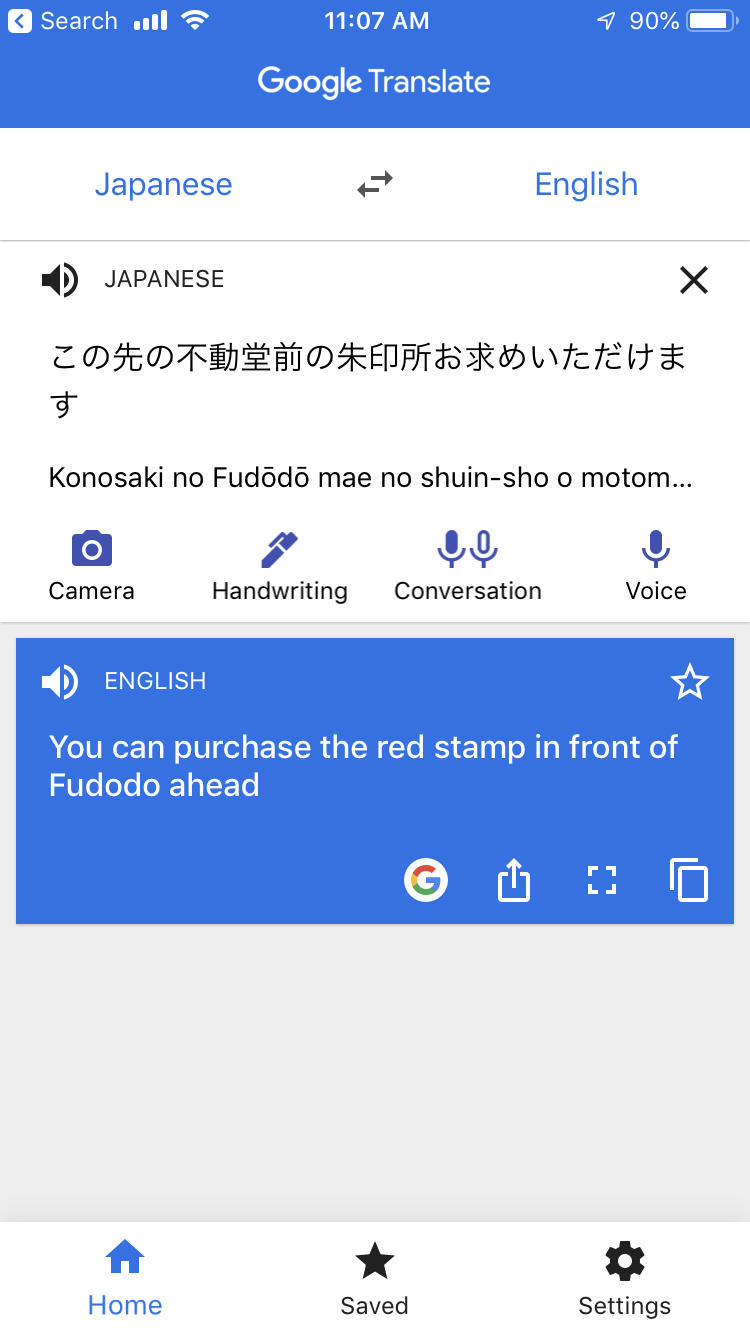 Search 11:07 AM 90%
Google Translate
Japanese English
JAPANESE
この先の不動堂前の朱印所お求めいただけま
す
Konosaki no Fudōdō mae no shuin-sho o motom...
Camera Handwriting Conversation Voice
ENGLISH
You can purchase the red stamp in front of
Fudodo ahead
G
Home Saved Settings